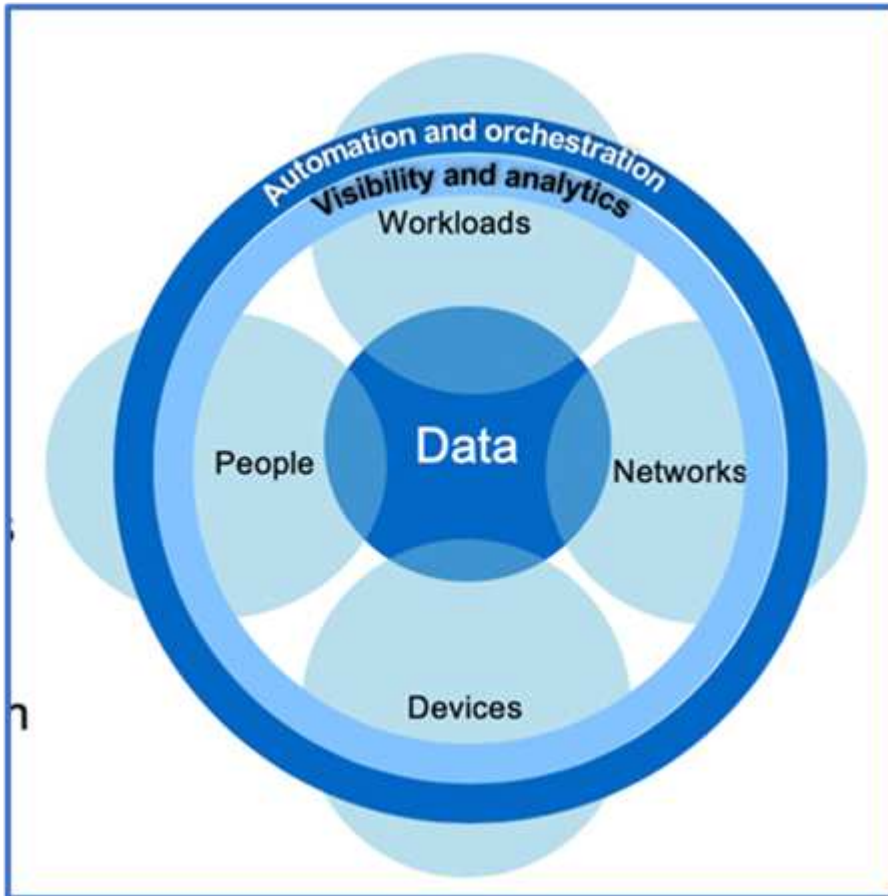 Automation and orchestration
Visibility and analytics
Workloads
People
Data
Networks
Devices
n